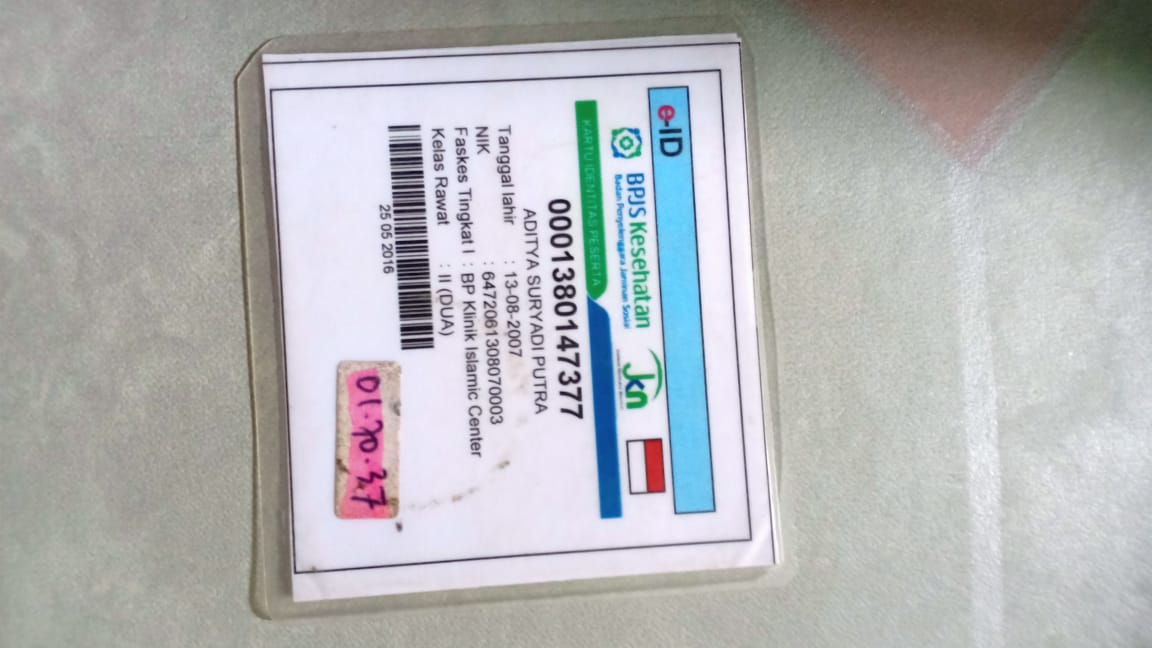 e-ID
BPJS Kesehatan
Badan Penyelenggara Jaminan Sosial
JKN
KARTU IDENTITAS PESERTA
0001380147377
ADITYA SURYADI PUTRA
Tanggal lahir : 13-08-2007
NIK : 6472061308070003
Faskes Tingkat I : BP Klinik Islamic Center
Kelas Rawat : II (DUA)
25 05 2016
01.70.37